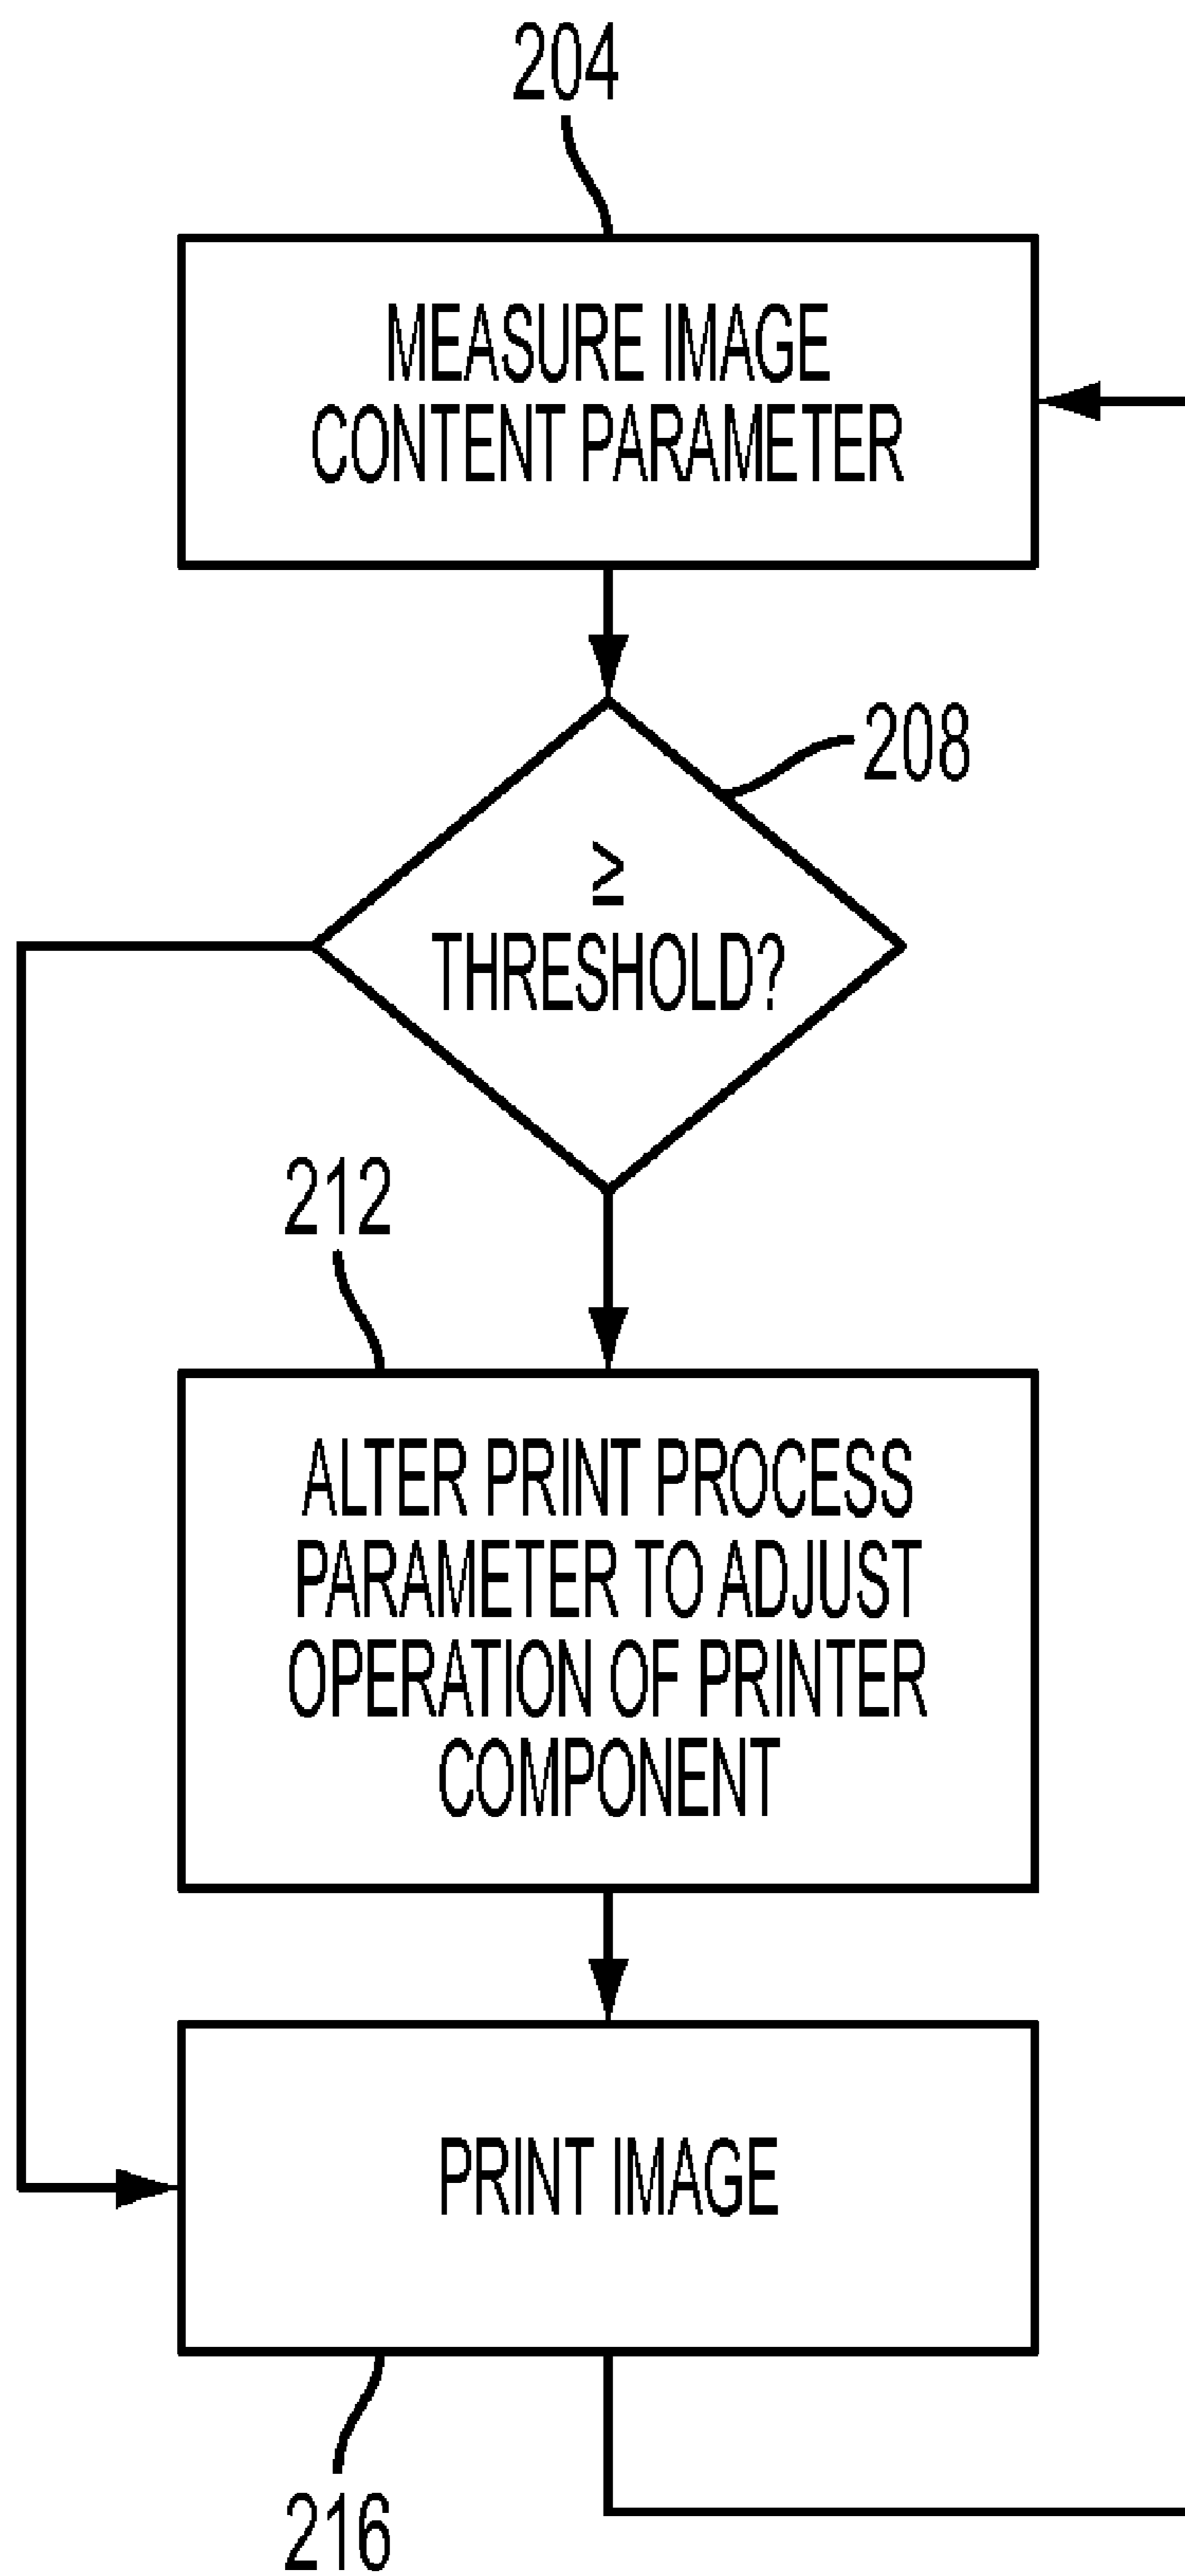 204
MEASURE IMAGE
CONTENT PARAMETER
208
≥
THRESHOLD?
212
ALTER PRINT PROCESS
PARAMETER TO ADJUST
OPERATION OF PRINTER
COMPONENT
PRINT IMAGE
216